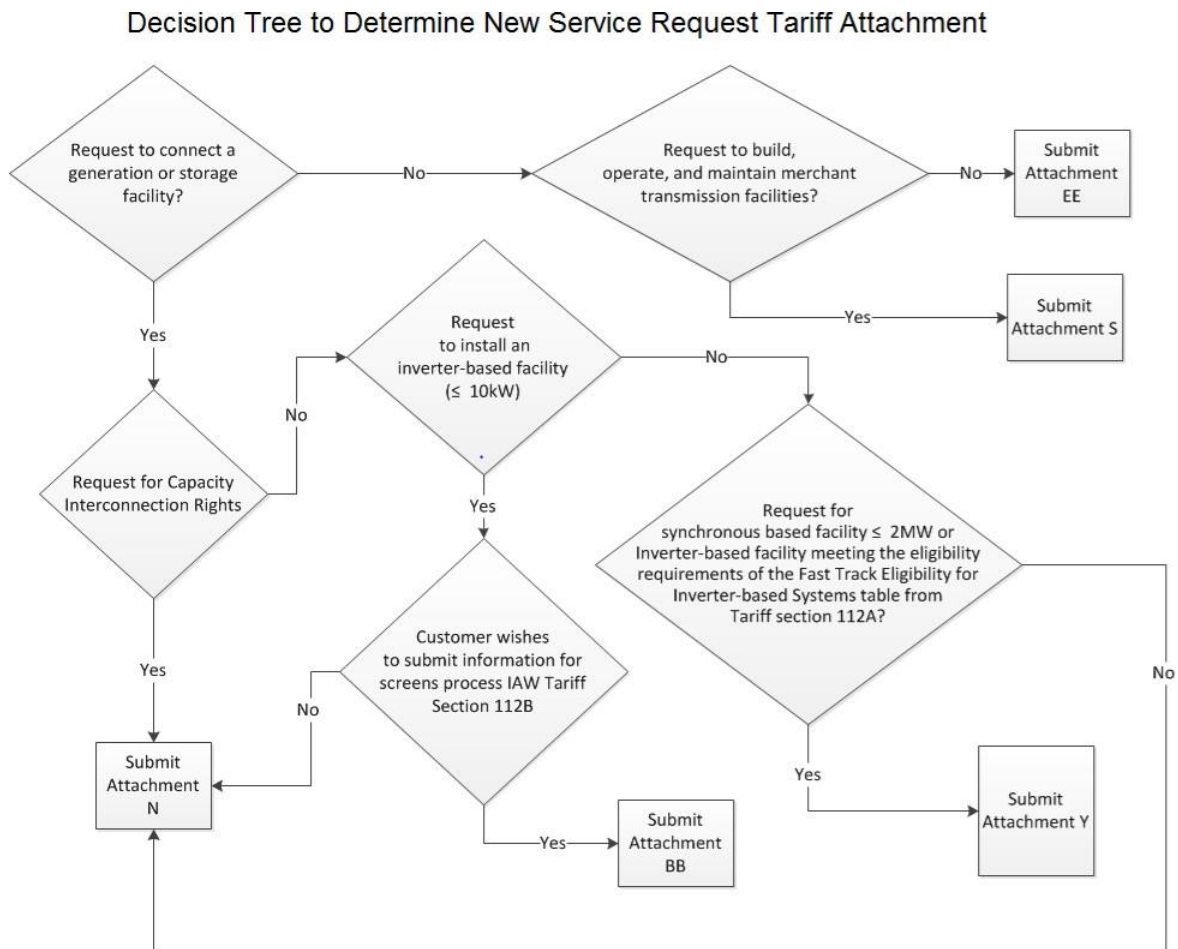 Decision Tree to Determine New Service Request Tariff Attachment
Request to connect a
generation or storage
facility?
No
Request to build,
operate, and maintain merchant
transmission facilities?
No
Submit
Attachment
EE
Yes
Submit
Attachment S
Yes
Request
to install an
inverter-based facility
(≤ 10kW)
No
No
Request for Capacity
Interconnection Rights
Yes
Request for
synchronous based facility ≤ 2MW or
Inverter-based facility meeting the eligibility
requirements of the Fast Track Eligibility for
Inverter-based Systems table from
Tariff section 112A?
Customer wishes
to submit information for
screens process IAW Tariff
Section 112B
Yes
No
No
Submit
Attachment
N
Yes
Submit
Attachment Y
Yes
Submit
Attachment
BB